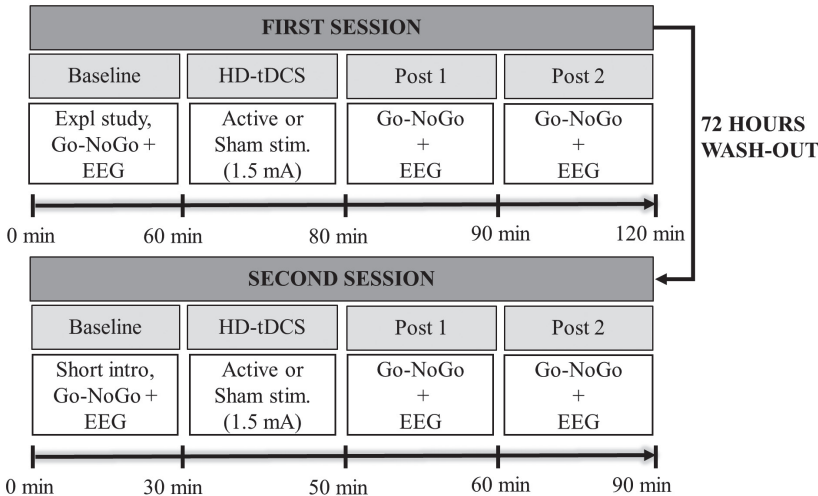 FIRST SESSION
Baseline
HD-tDCS
Post 1
Post 2
Expl study,
Go-NoGo +
EEG
Active or
Sham stim.
(1.5 mA)
Go-NoGo
+
EEG
Go-NoGo
+
EEG
72 HOURS
WASH-OUT
0 min
60 min
80 min
90 min
120 min
SECOND SESSION
Baseline
HD-tDCS
Post 1
Post 2
Short intro,
Go-NoGo +
EEG
Active or
Sham stim.
(1.5 mA)
Go-NoGo
+
EEG
Go-NoGo
+
EEG
0 min
30 min
50 min
60 min
90 min